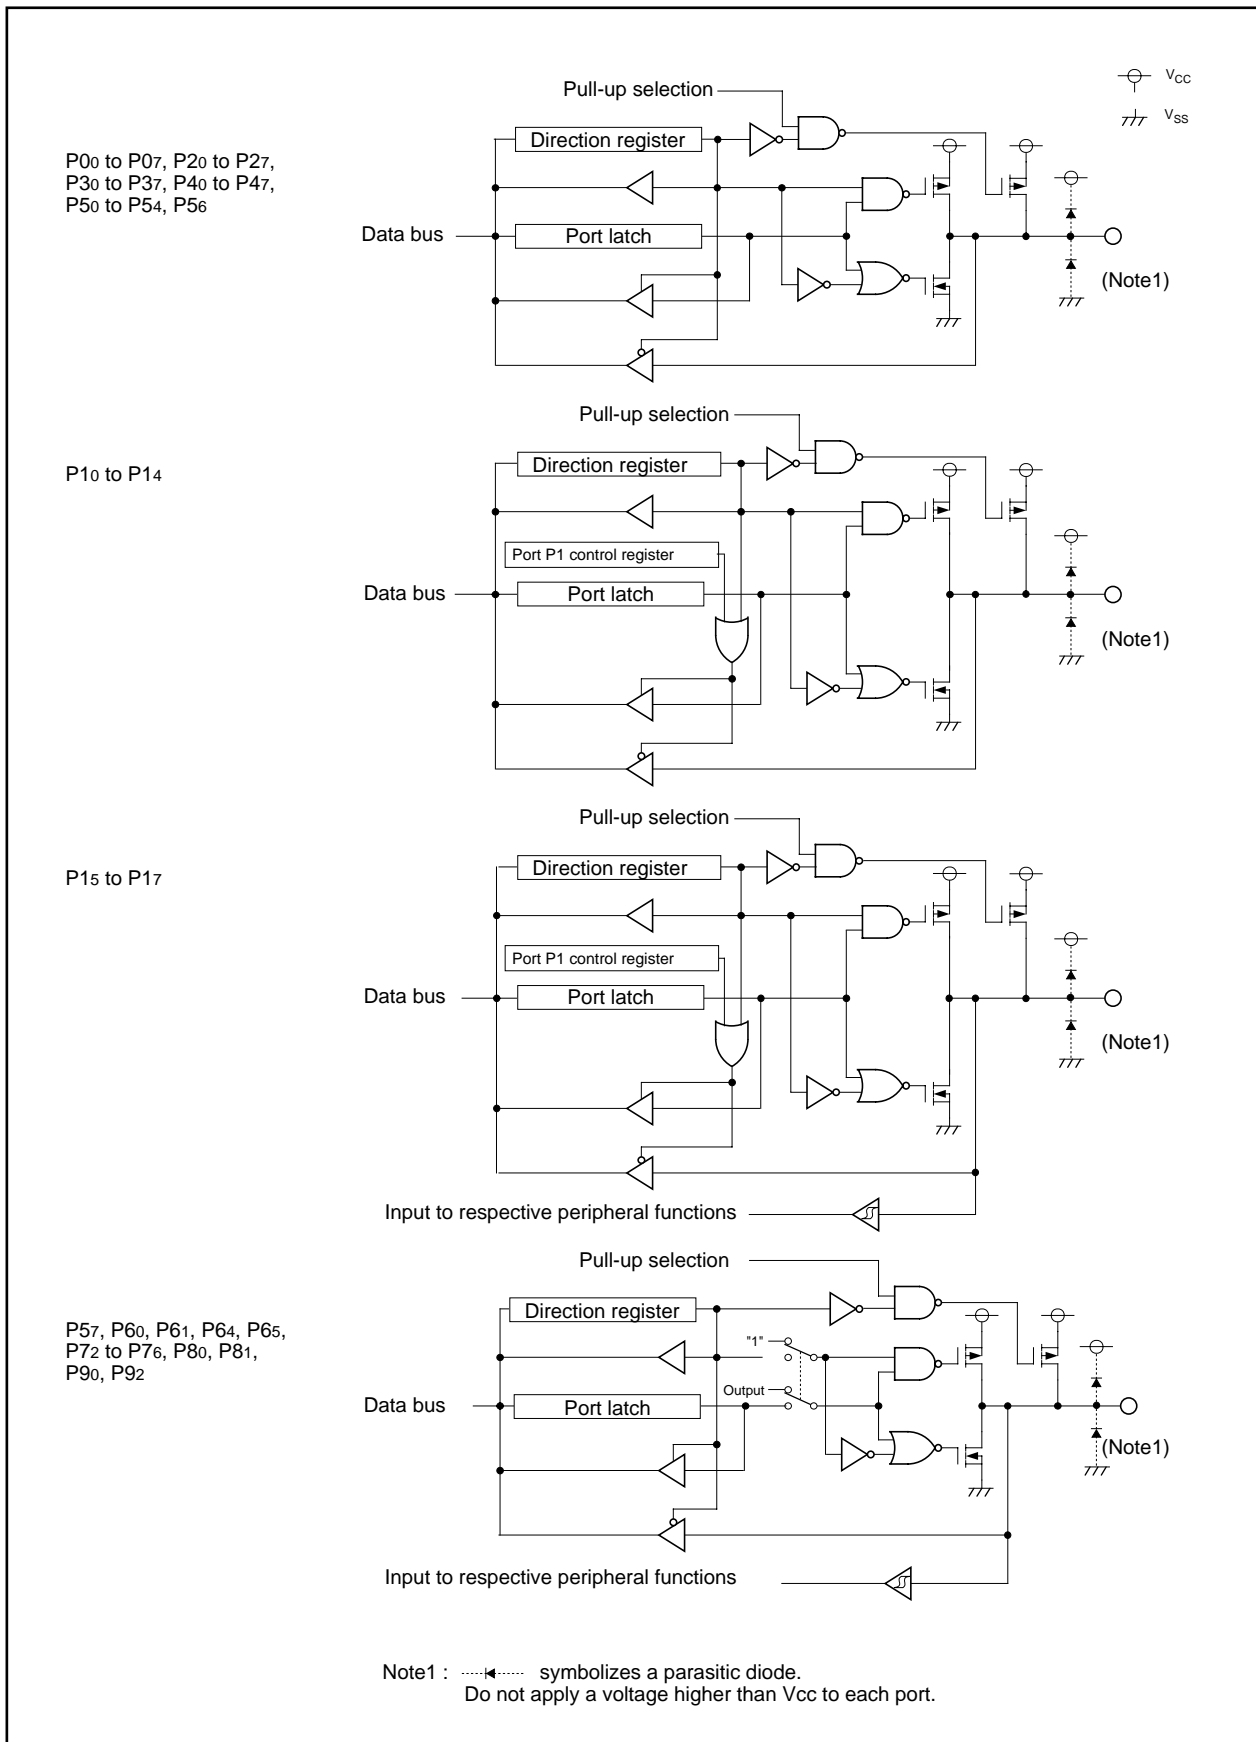 VCC
VSS
Pull-up selection
Direction register
P00 to P07, P20 to P27,
P30 to P37, P40 to P47,
P50 to P54, P56
Data bus
Port latch
(Note1)
Pull-up selection
Direction register
P10 to P14
Port P1 control register
Data bus
Port latch
(Note1)
Pull-up selection
Direction register
P15 to P17
Port P1 control register
Data bus
Port latch
(Note1)
Input to respective peripheral functions
Pull-up selection
Direction register
P57, P60, P61, P64, P65,
P72 to P76, P80, P81,
P90, P92
"1"
Output
Data bus
Port latch
(Note1)
Input to respective peripheral functions
Note1 : symbolizes a parasitic diode.
Do not apply a voltage higher than Vcc to each port.